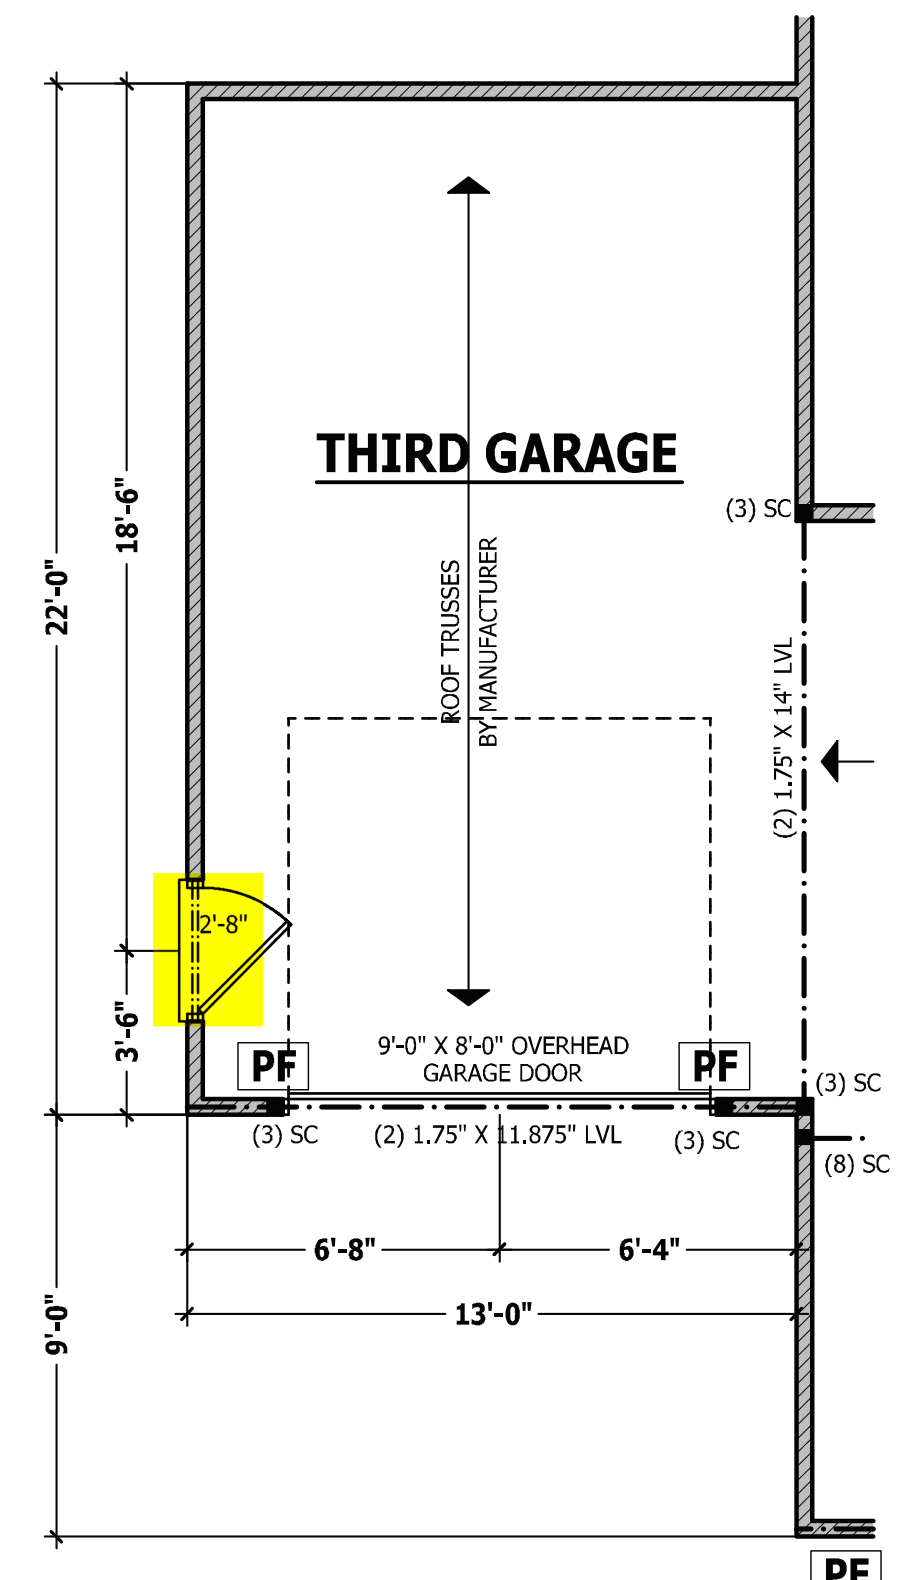 THIRD GARAGE
(3) SC
18'-6"
22'-0"
ROOF TRUSSES
BY MANUFACTURER
(2) 1.75" X 14" LVL
2'-8"
3'-6"
PF
9'-0" X 8'-0" OVERHEAD
GARAGE DOOR
PF
(3) SC
(3) SC
(2) 1.75" X 11.875" LVL
(3) SC
(8) SC
6'-8"
6'-4"
13'-0"
9'-0"
PF